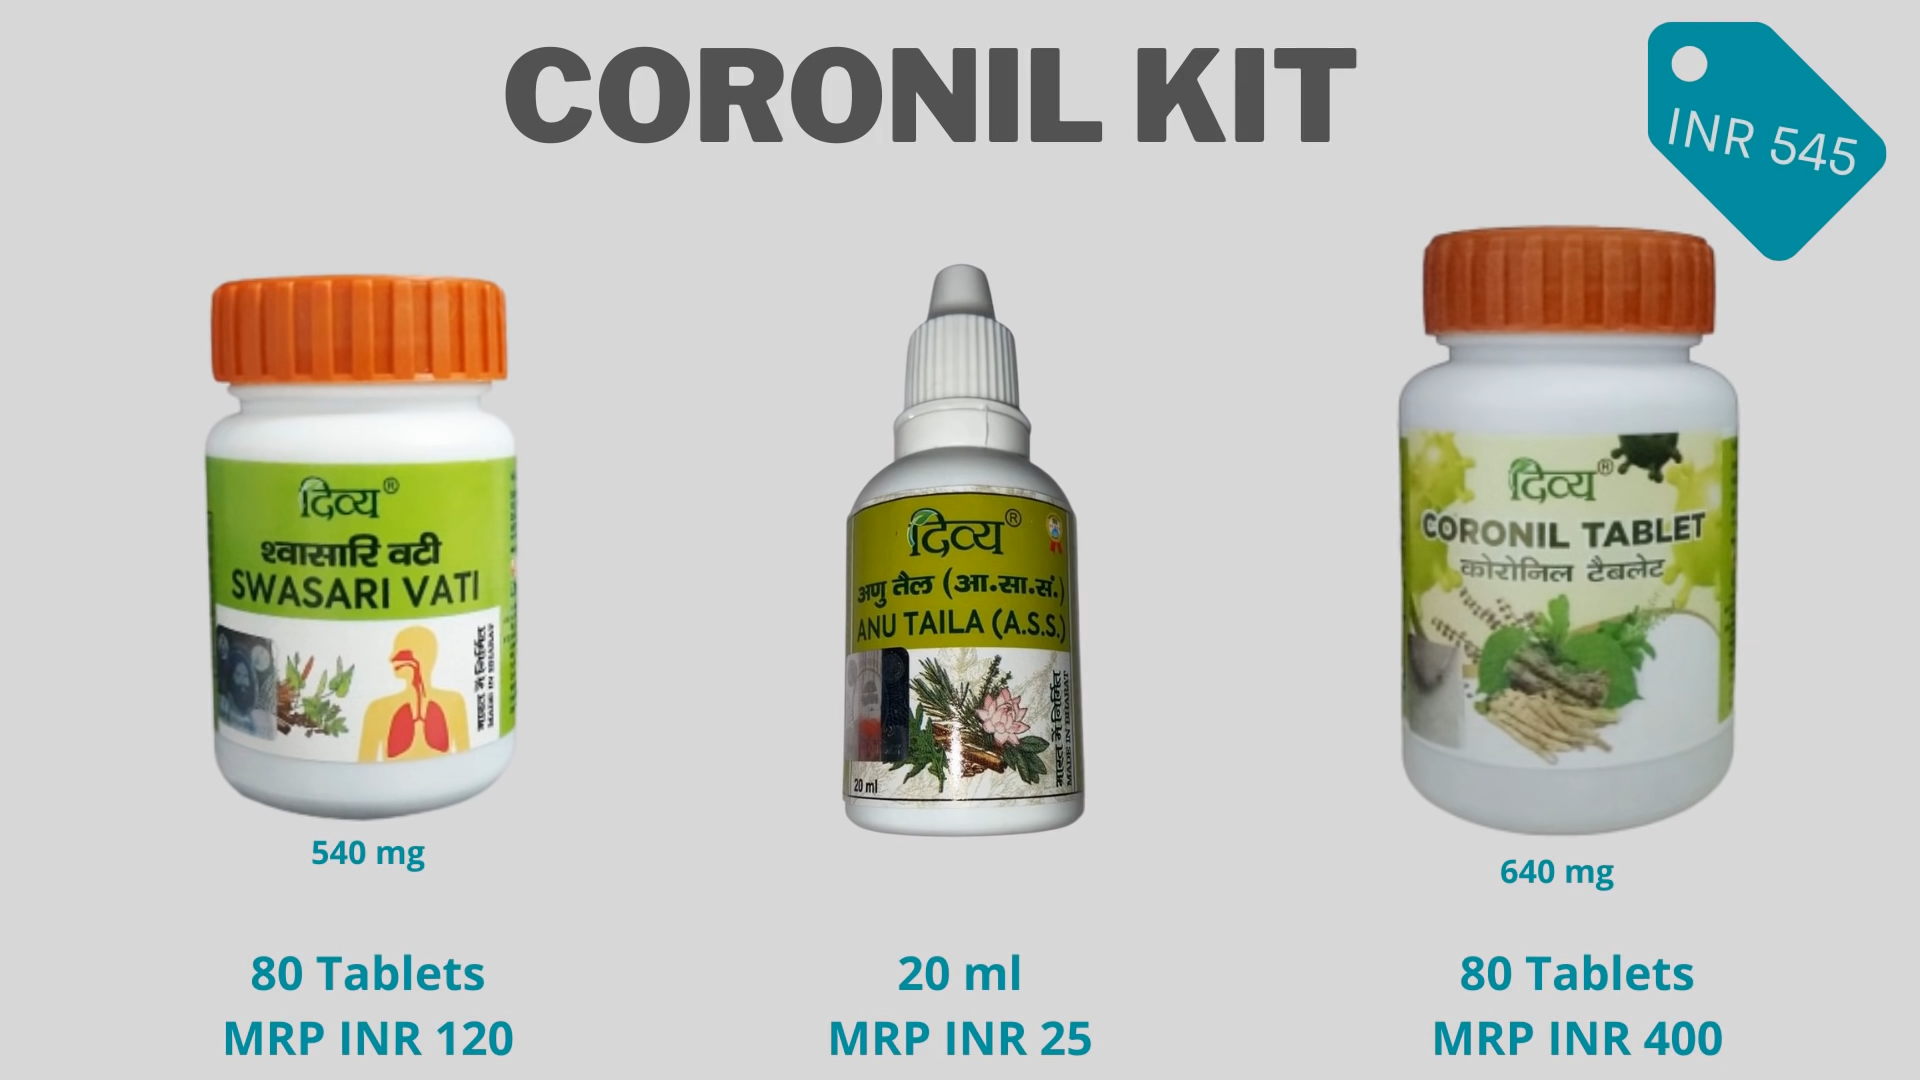 CORONIL KIT
INR 545
दिव्य®
श्वासारि वटी
SWASARI VATI
भारत में निर्मित
MADE IN BHARAT
540 mg
80 Tablets
MRP INR 120
दिव्य®
अणु तैल (आ.सा.सं.)
ANU TAILA (A.S.S.)
भारत में निर्मित
MADE IN BHARAT
20 ml
20 ml
MRP INR 25
दिव्य®
CORONIL TABLET
कोरोनिल टैबलेट
640 mg
80 Tablets
MRP INR 400